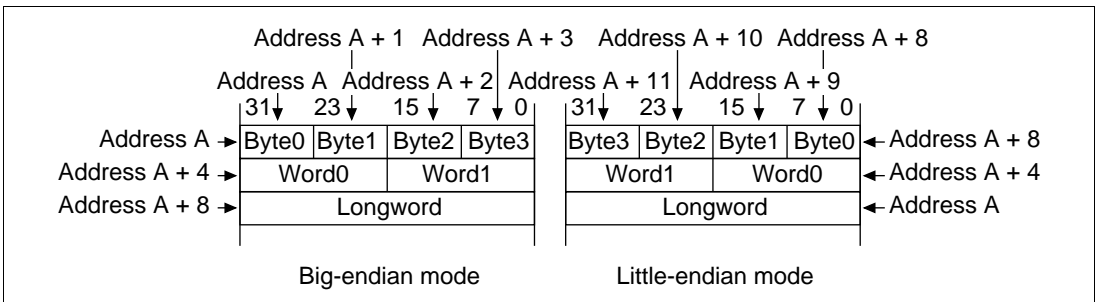 Address A + 1 Address A + 3 Address A + 10 Address A + 8
Address A Address A + 2 Address A + 11 Address A + 9
31 23 15 7 0 31 23 15 7 0
Address A Byte0 Byte1 Byte2 Byte3 Byte3 Byte2 Byte1 Byte0 Address A + 8
Address A + 4 Word0 Word1 Word1 Word0 Address A + 4
Address A + 8 Longword Longword Address A
Big-endian mode Little-endian mode